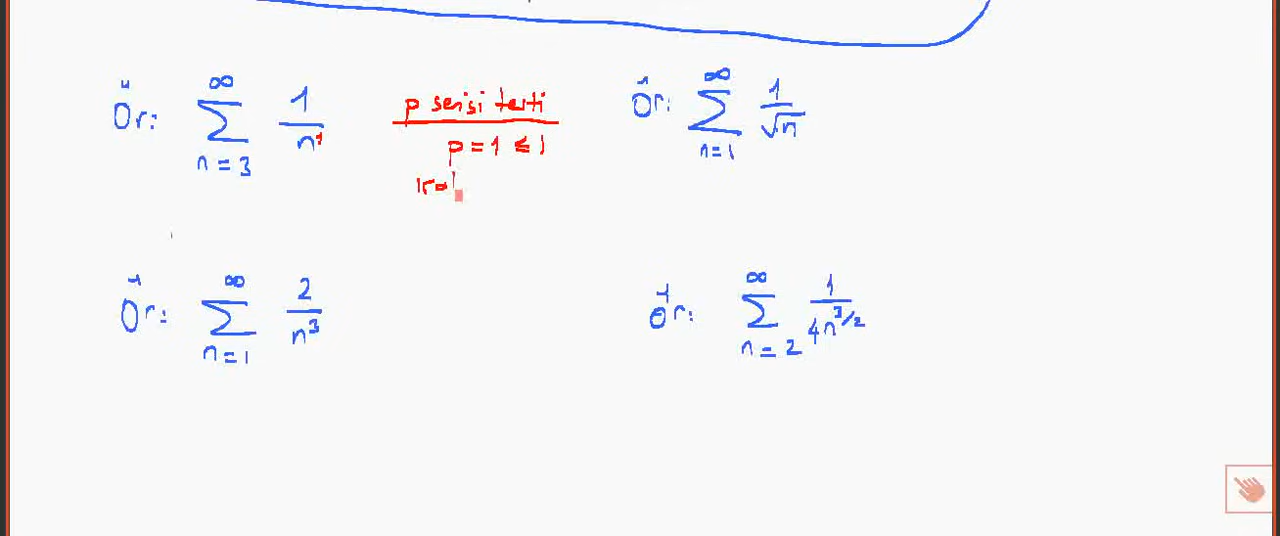 Ör: ∞ ∑ n=3 1/n¹ p serisi testi
p = 1 ≤ 1
Ör: ∞ ∑ n=1 1/√n
Ör: ∞ ∑ n=1 2/n³
Ör: ∞ ∑ n=2 1/4n^3/2